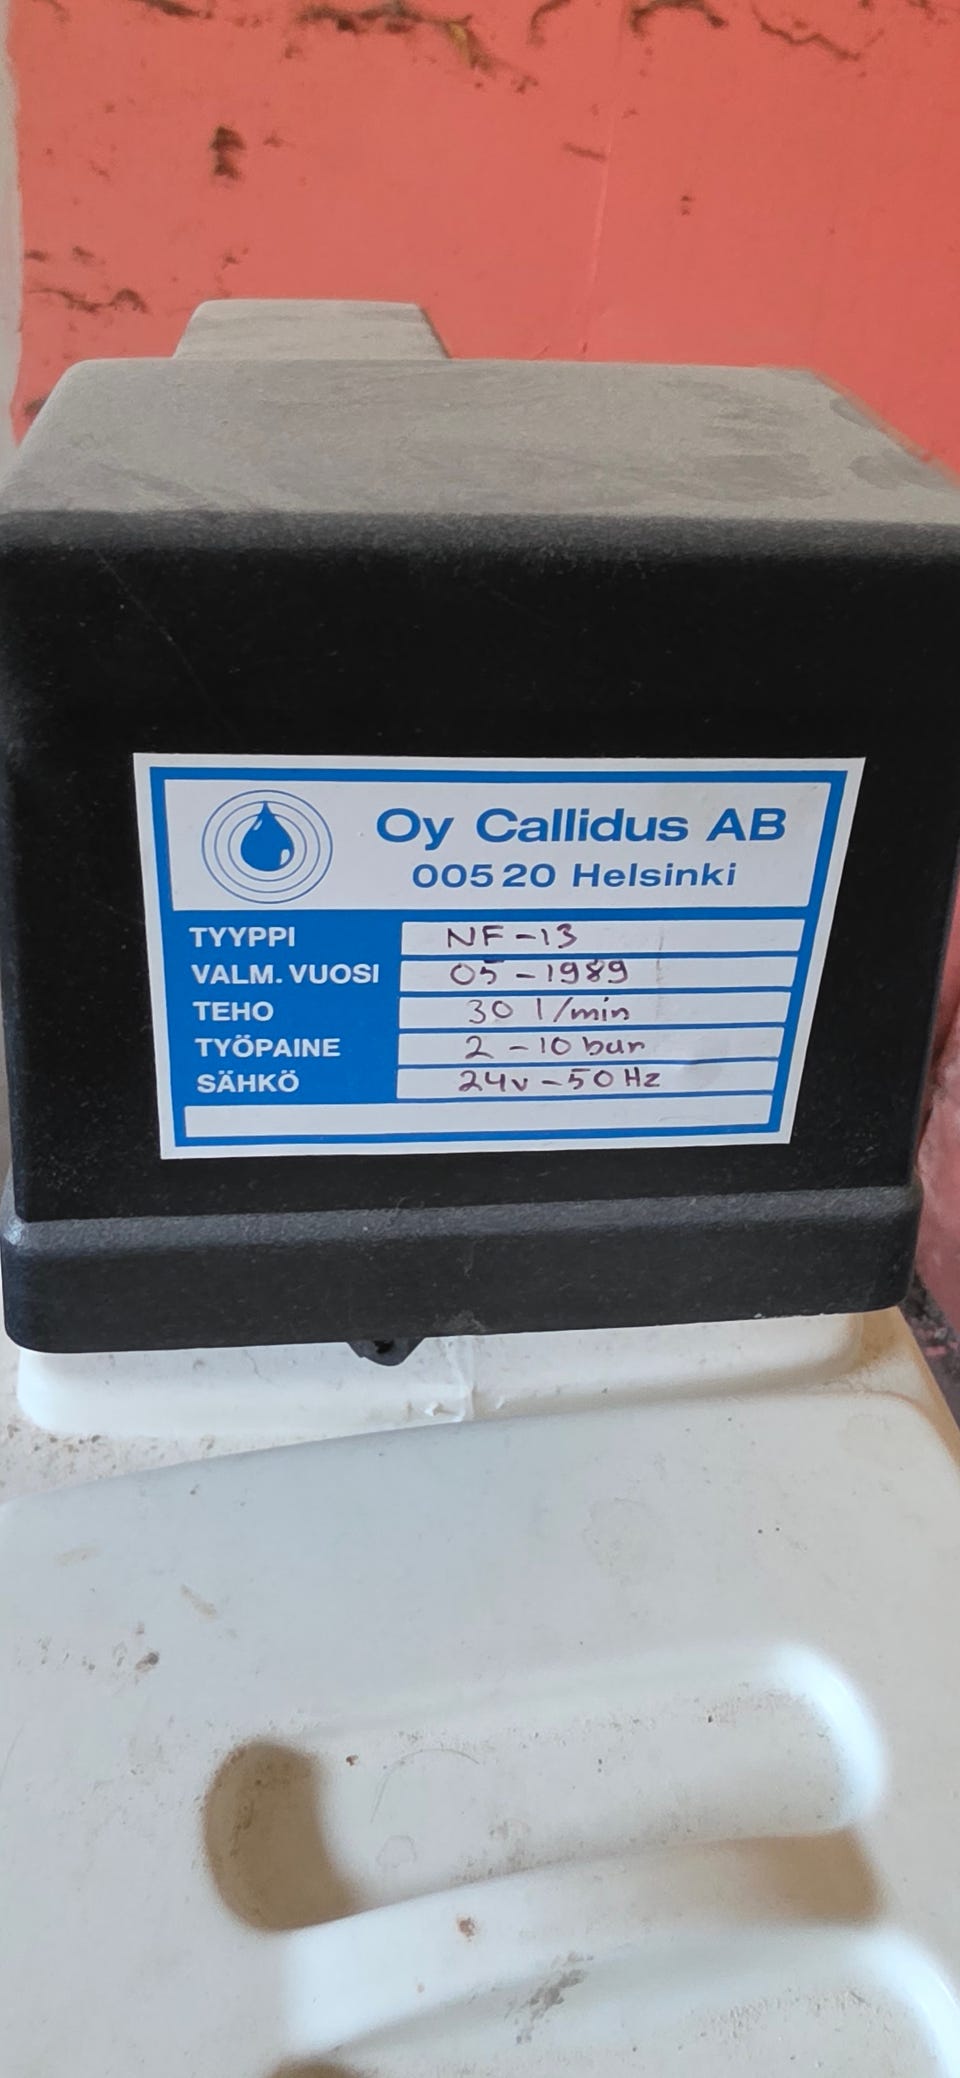 Oy Callidus AB
00520 Helsinki
TYYPPI NF-13
VALM. VUOSI 05-1989
TEHO 30 l/min
TYÖPAINE 2-10 bar
SÄHKÖ 24v-50Hz